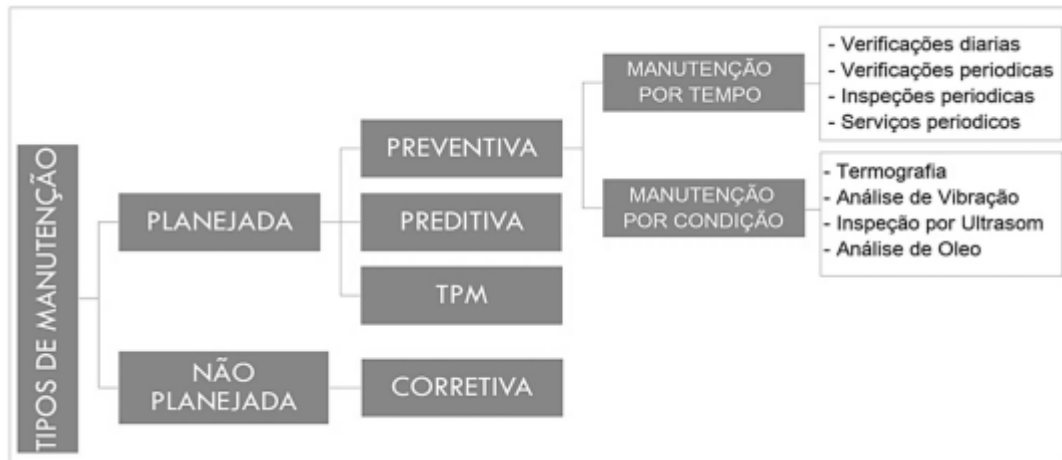 TIPOS DE MANUTENÇÃO
PLANEJADA
NÃO
PLANEJADA
PREVENTIVA
PREDITIVA
TPM
CORRETIVA
MANUTENÇÃO
POR TEMPO
MANUTENÇÃO
POR CONDIÇÃO
- Verificações diarias
- Verificações periodicas
- Inspeções periodicas
- Serviços periodicos
- Termografia
- Análise de Vibração
- Inspeção por Ultrasom
- Análise de Oleo